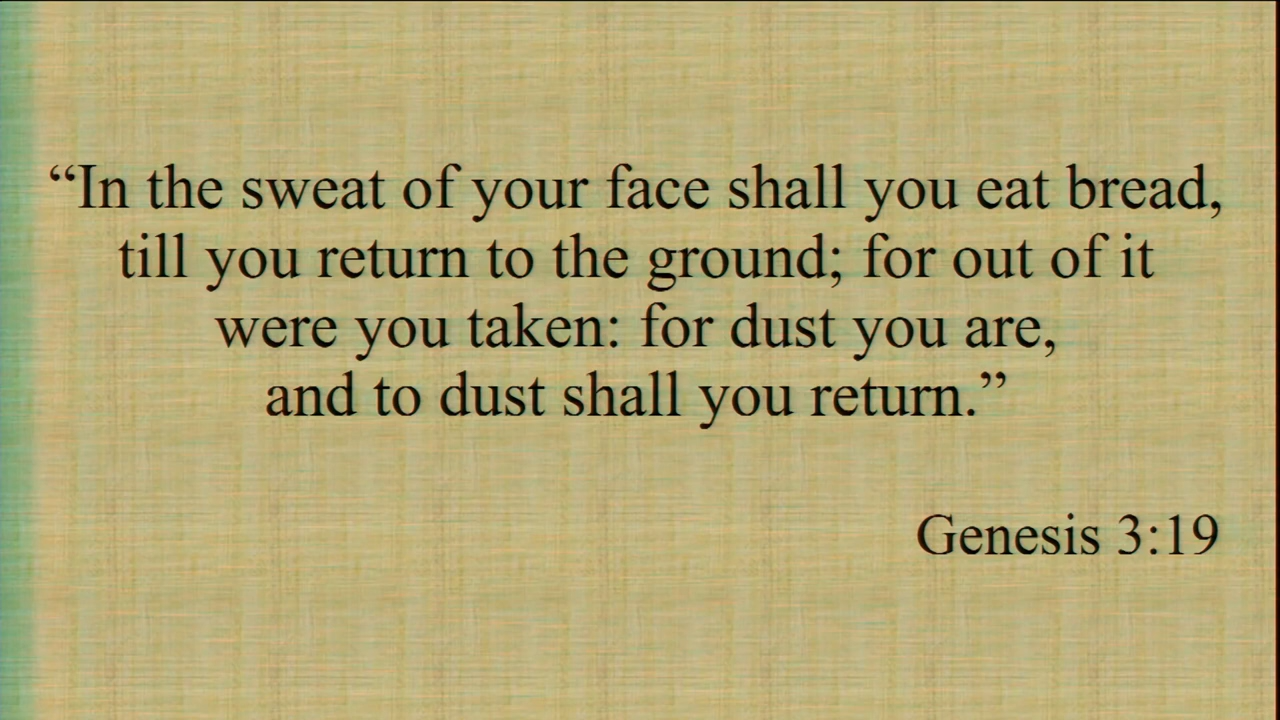 “In the sweat of your face shall you eat bread,
till you return to the ground; for out of it
were you taken: for dust you are,
and to dust shall you return.”
Genesis 3:19